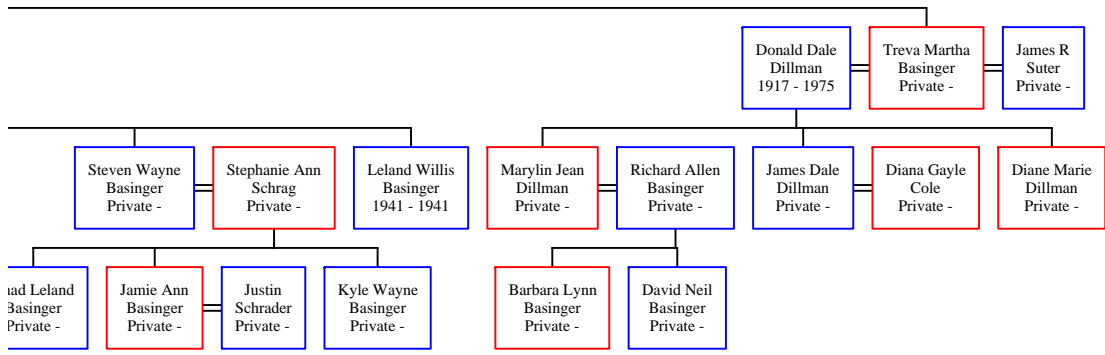 Donald Dale
Dillman
1917 - 1975
Treva Martha
Basinger
Private -
James R
Suter
Private -
Steven Wayne
Basinger
Private -
Stephanie Ann
Schrag
Private -
Leland Willis
Basinger
1941 - 1941
Marylin Jean
Dillman
Private -
Richard Allen
Basinger
Private -
James Dale
Dillman
Private -
Diana Gayle
Cole
Private -
Diane Marie
Dillman
Private -
Leland
Basinger
Private -
Jamie Ann
Basinger
Private -
Justin
Schrader
Private -
Kyle Wayne
Basinger
Private -
Barbara Lynn
Basinger
Private -
David Neil
Basinger
Private -